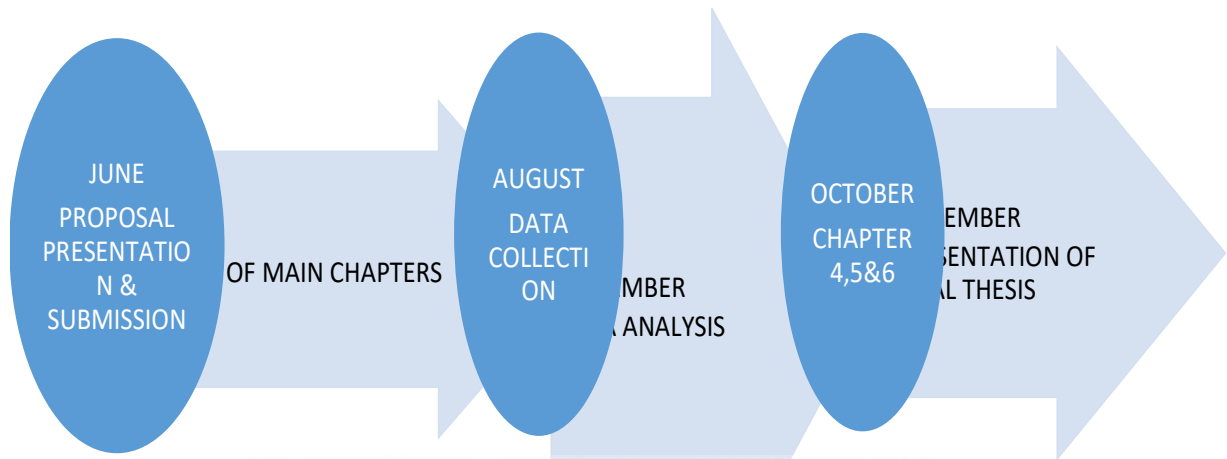 JUNE
PROPOSAL
PRESENTATIO
N &
SUBMISSION
OF MAIN CHAPTERS
AUGUST
DATA
COLLECTI
ON
EMBER
ANALYSIS
OCTOBER
CHAPTER
4,5&6
EMBER
SENTATION OF
THESIS